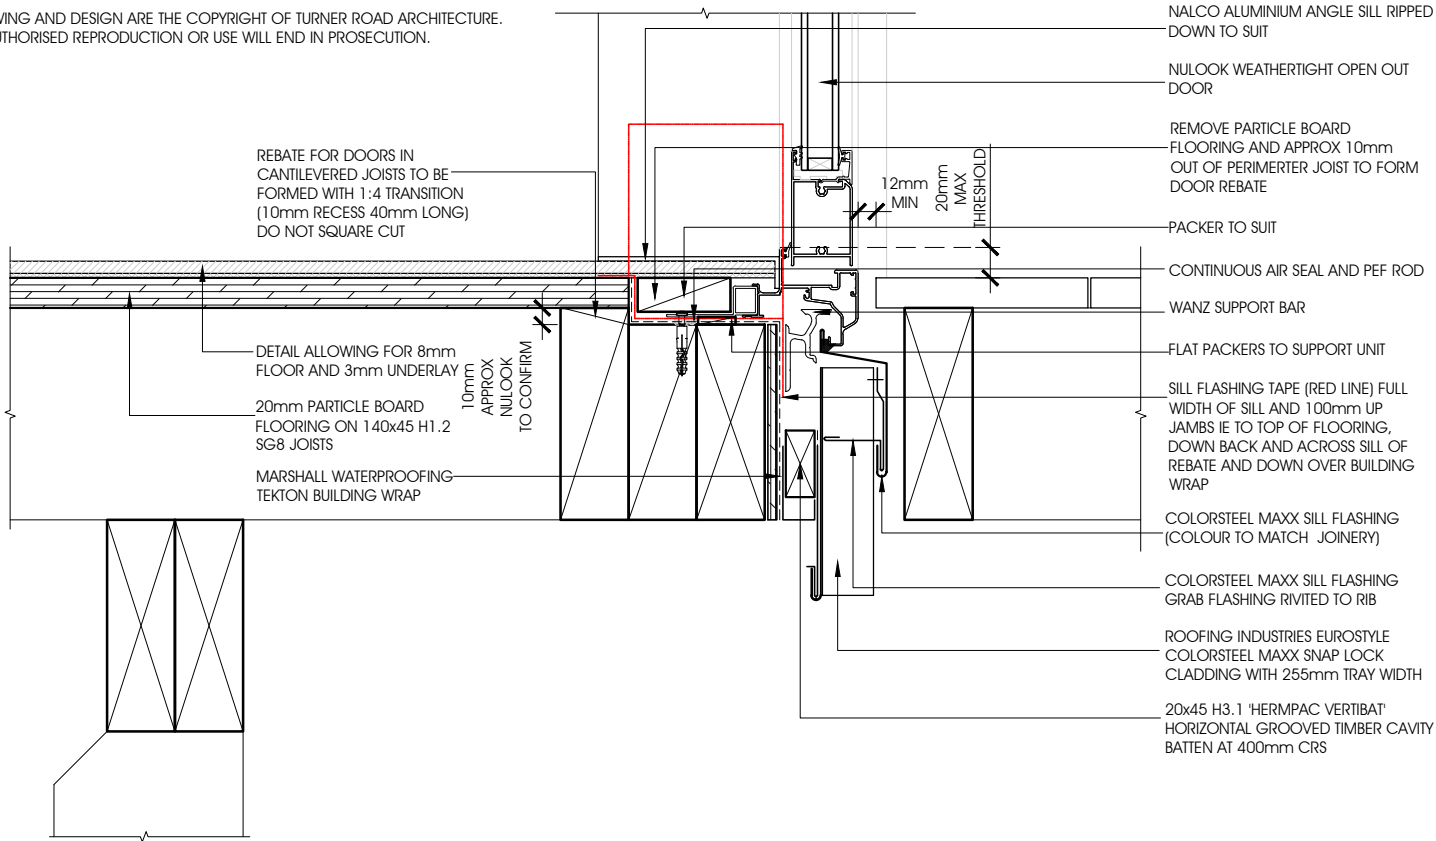 WING AND DESIGN ARE THE COPYRIGHT OF TURNER ROAD ARCHITECTURE.
UTHORISED REPRODUCTION OR USE WILL END IN PROSECUTION.
REBATE FOR DOORS IN
CANTILEVERED JOISTS TO BE
FORMED WITH 1:4 TRANSITION
(10mm RECESS 40mm LONG)
DO NOT SQUARE CUT
DETAIL ALLOWING FOR 8mm
FLOOR AND 3mm UNDERLAY
20mm PARTICLE BOARD
FLOORING ON 140x45 H1.2
SG8 JOISTS
MARSHALL WATERPROOFING
TEKTON BUILDING WRAP
10mm
APPROX
NULOOK
TO CONFIRM
12mm
MIN
20mm
MAX
THRESHOLD
NALCO ALUMINIUM ANGLE SILL RIPPED
DOWN TO SUIT
NULOOK WEATHERTIGHT OPEN OUT
DOOR
REMOVE PARTICLE BOARD
FLOORING AND APPROX 10mm
OUT OF PERIMERTER JOIST TO FORM
DOOR REBATE
PACKER TO SUIT
CONTINUOUS AIR SEAL AND PEF ROD
WANZ SUPPORT BAR
FLAT PACKERS TO SUPPORT UNIT
SILL FLASHING TAPE (RED LINE) FULL
WIDTH OF SILL AND 100mm UP
JAMBS IE TO TOP OF FLOORING,
DOWN BACK AND ACROSS SILL OF
REBATE AND DOWN OVER BUILDING
WRAP
COLORSTEEL MAXX SILL FLASHING
(COLOUR TO MATCH JOINERY)
COLORSTEEL MAXX SILL FLASHING
GRAB FLASHING RIVITED TO RIB
ROOFING INDUSTRIES EUROSTYLE
COLORSTEEL MAXX SNAP LOCK
CLADDING WITH 255mm TRAY WIDTH
20x45 H3.1 'HERMPAC VERTIBAT'
HORIZONTAL GROOVED TIMBER CAVITY
BATTEN AT 400mm CRS